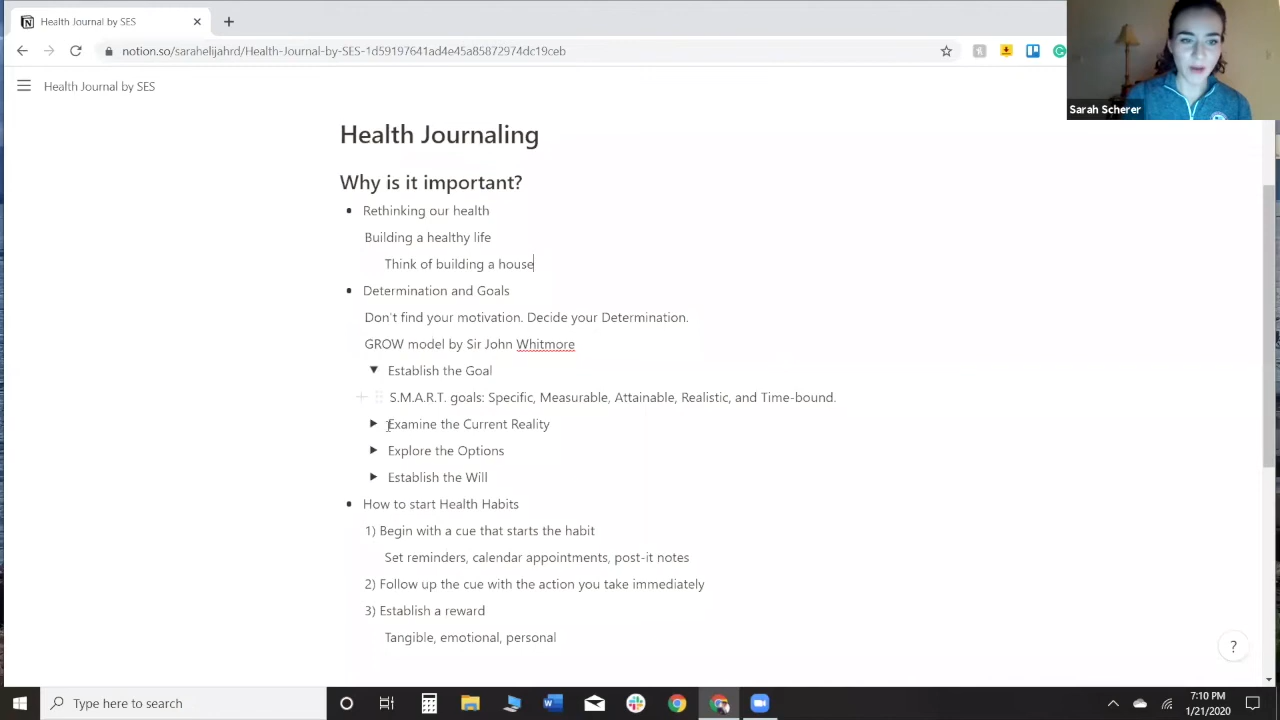 Health Journal by SES
notion.so/sarahelijahrd/Health-Journal-by-SES-1d59197641ad4e45a85872974dc19ceb
Health Journal by SES
Sarah Scherer
Health Journaling
Why is it important?
Rethinking our health
Building a healthy life
Think of building a house
Determination and Goals
Don't find your motivation. Decide your Determination.
GROW model by Sir John Whitmore
Establish the Goal
S.M.A.R.T. goals: Specific, Measurable, Attainable, Realistic, and Time-bound.
Examine the Current Reality
Explore the Options
Establish the Will
How to start Health Habits
1) Begin with a cue that starts the habit
Set reminders, calendar appointments, post-it notes
2) Follow up the cue with the action you take immediately
3) Establish a reward
Tangible, emotional, personal
?
Type here to search
7:10 PM
1/21/2020